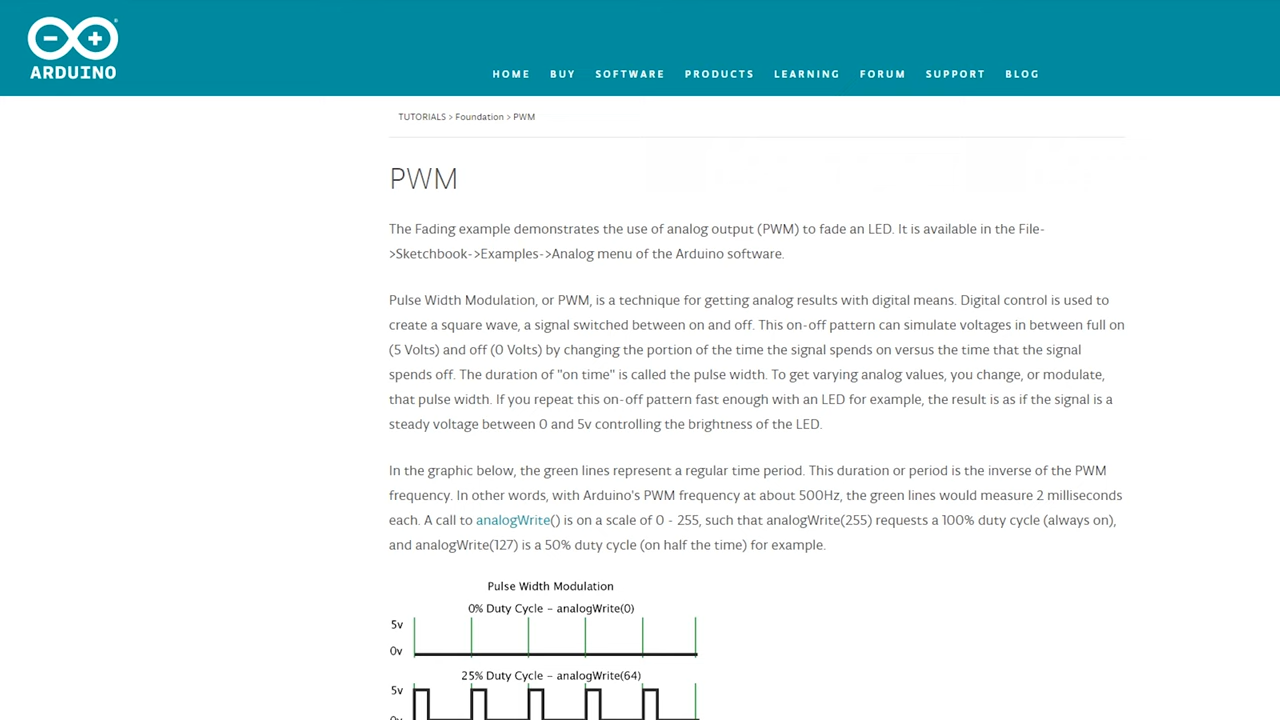 ARDUINO
HOME BUY SOFTWARE PRODUCTS LEARNING FORUM SUPPORT BLOG
TUTORIALS > Foundation > PWM
PWM
The Fading example demonstrates the use of analog output (PWM) to fade an LED. It is available in the File-
>Sketchbook->Examples->Analog menu of the Arduino software.
Pulse Width Modulation, or PWM, is a technique for getting analog results with digital means. Digital control is used to
create a square wave, a signal switched between on and off. This on-off pattern can simulate voltages in between full on
(5 Volts) and off (0 Volts) by changing the portion of the time the signal spends on versus the time that the signal
spends off. The duration of "on time" is called the pulse width. To get varying analog values, you change, or modulate,
that pulse width. If you repeat this on-off pattern fast enough with an LED for example, the result is as if the signal is a
steady voltage between 0 and 5v controlling the brightness of the LED.
In the graphic below, the green lines represent a regular time period. This duration or period is the inverse of the PWM
frequency. In other words, with Arduino's PWM frequency at about 500Hz, the green lines would measure 2 milliseconds
each. A call to analogWrite() is on a scale of 0 - 255, such that analogWrite(255) requests a 100% duty cycle (always on),
and analogWrite(127) is a 50% duty cycle (on half the time) for example.
Pulse Width Modulation
0% Duty Cycle – analogWrite(0)
5v
0v
25% Duty Cycle – analogWrite(64)
5v
0v